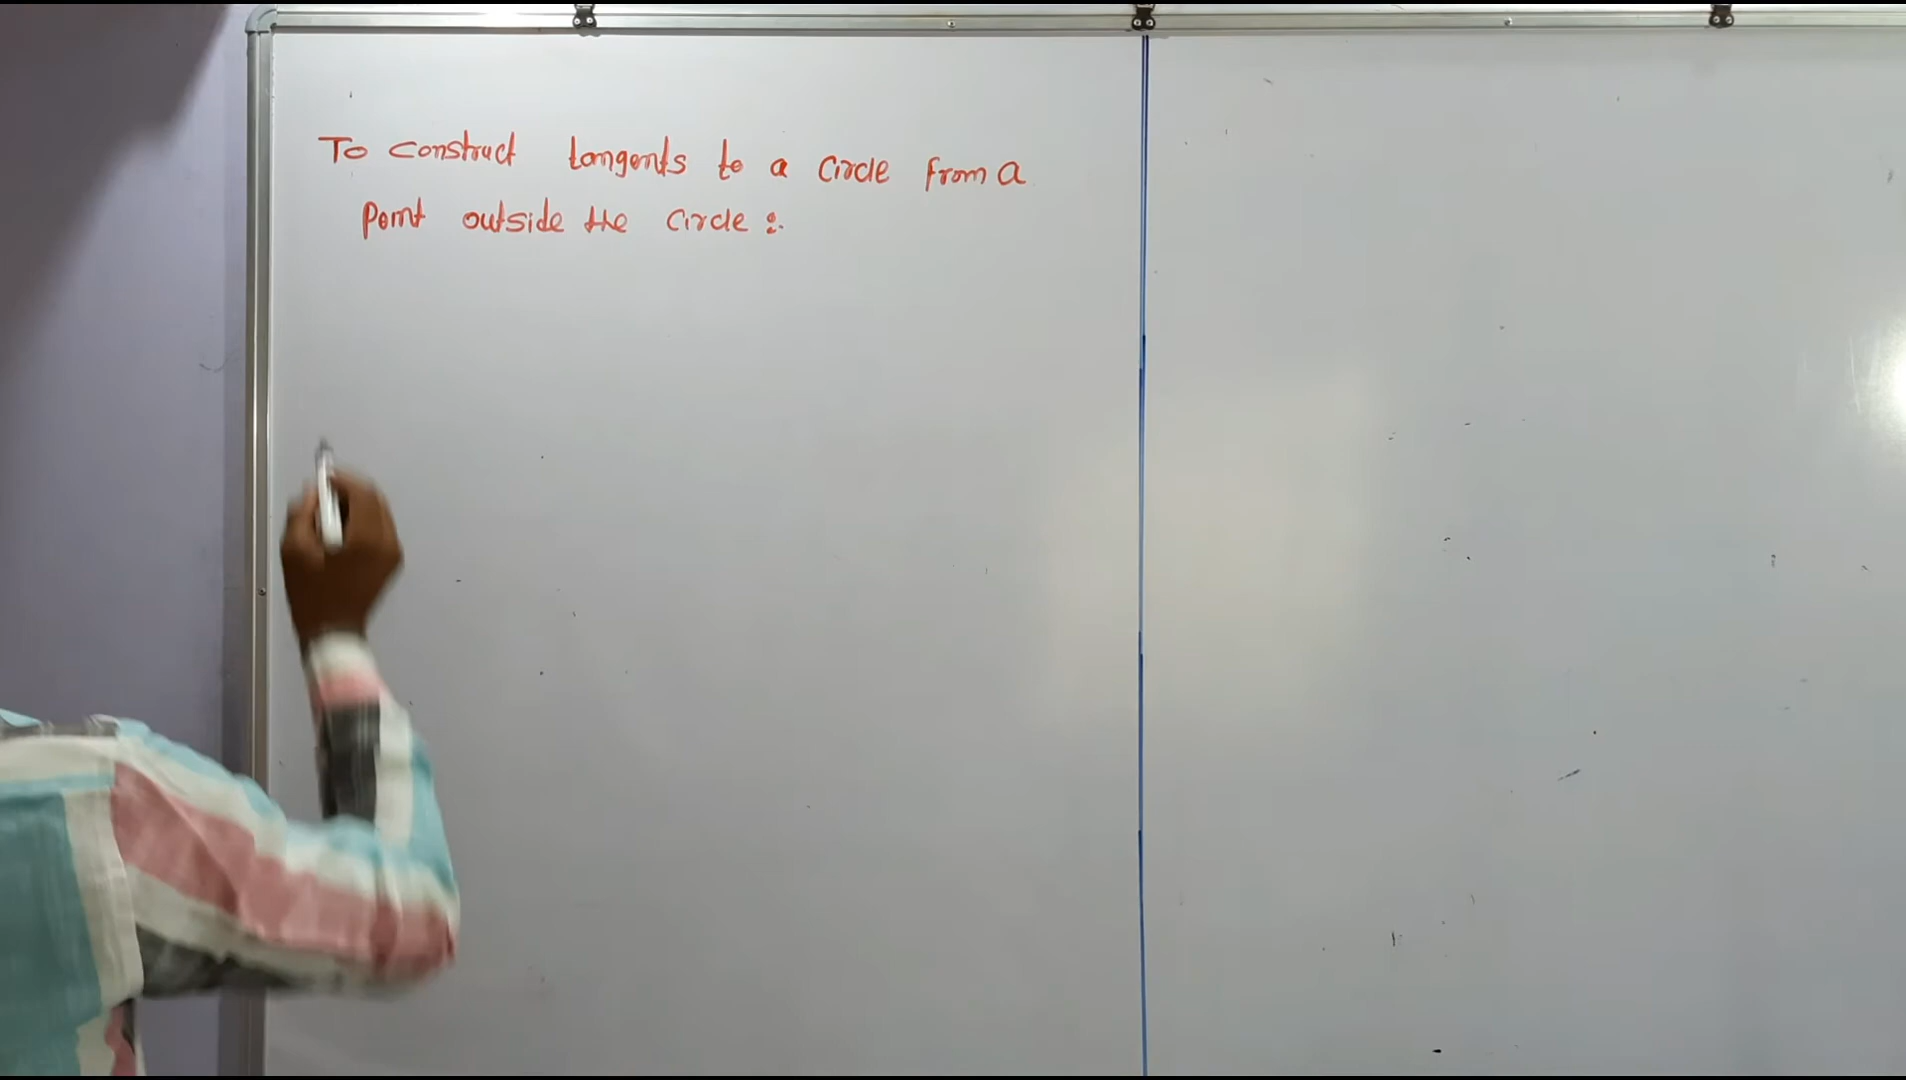 To construct tangents to a circle from a
Point outside the circle :-